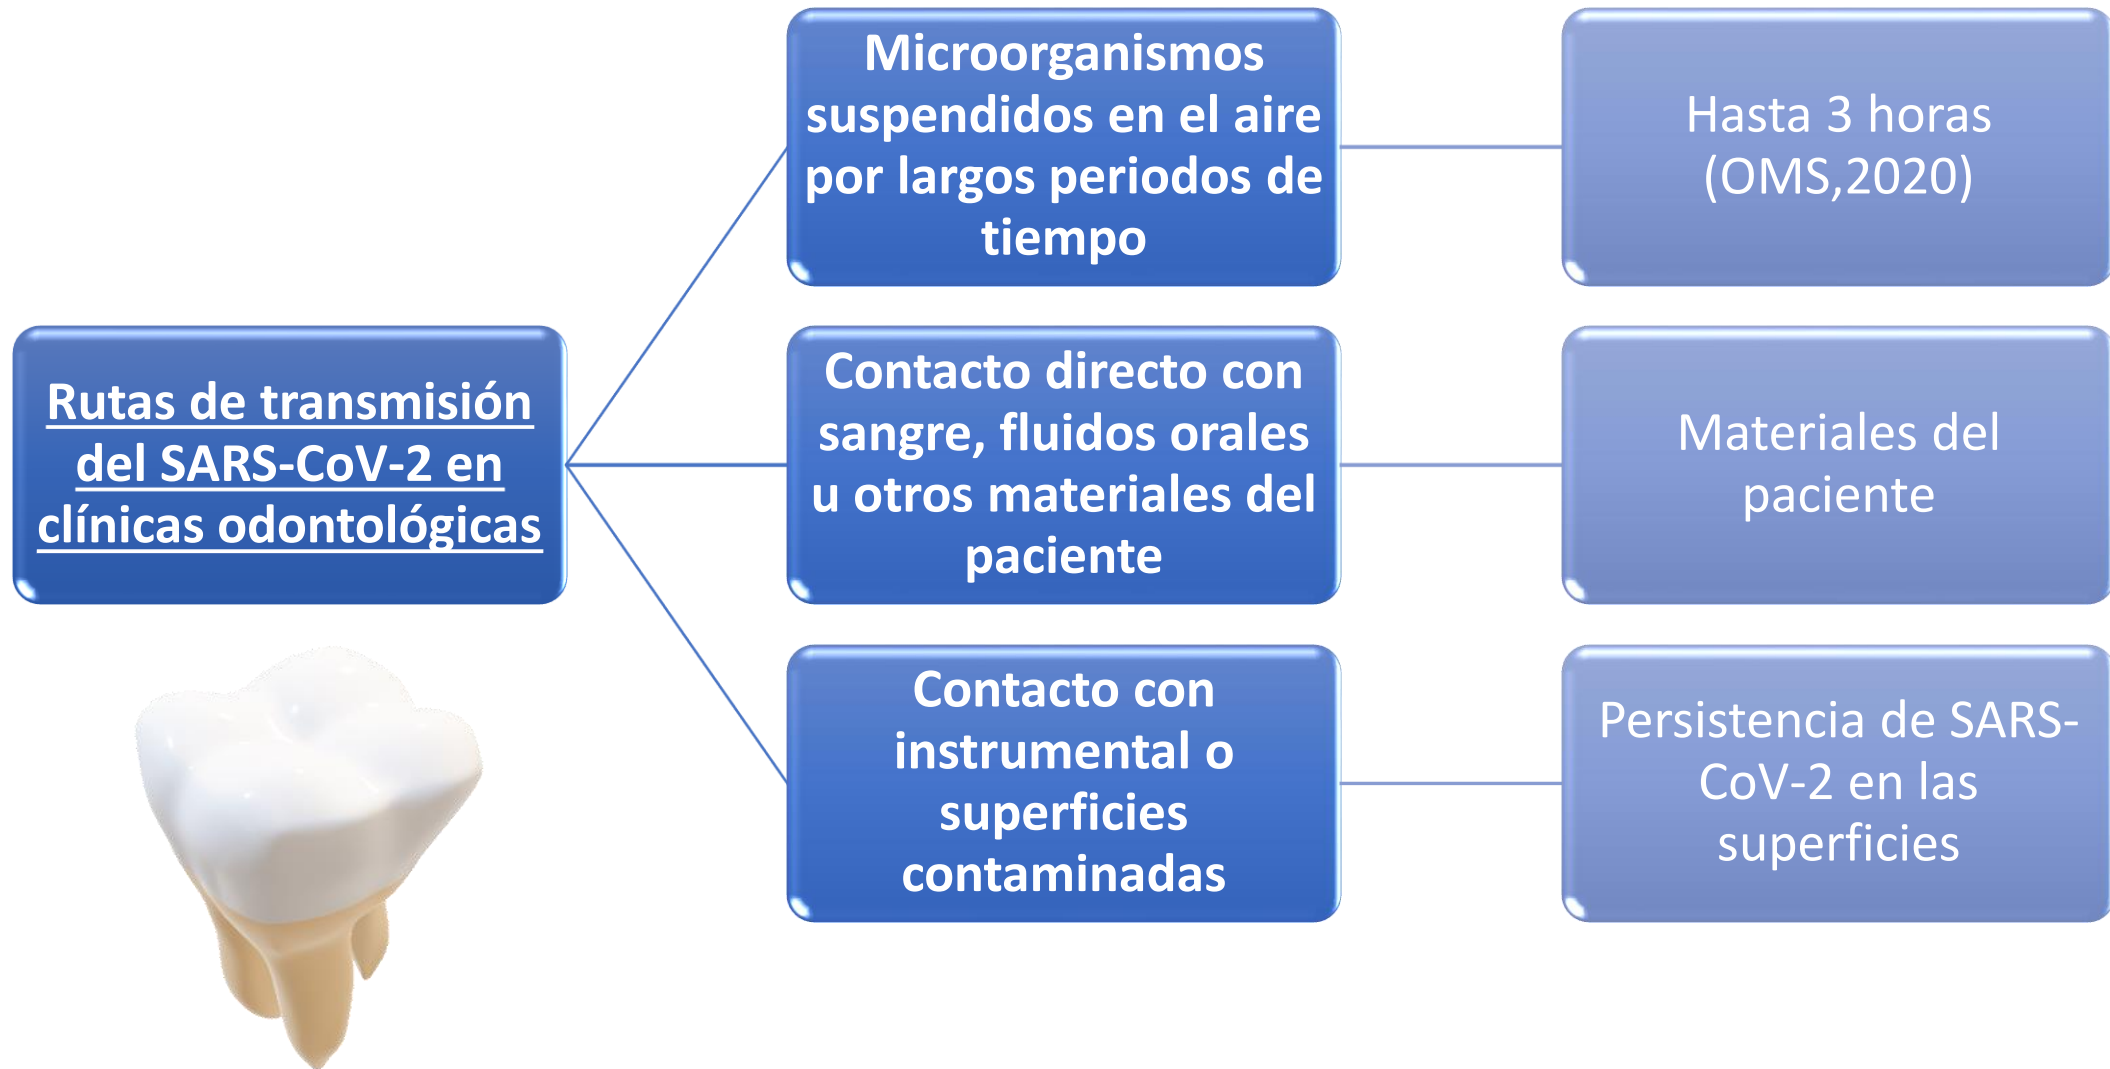 Rutas de transmisión
del SARS-CoV-2 en
clínicas odontológicas
Microorganismos
suspendidos en el aire
por largos periodos de
tiempo
Hasta 3 horas
(OMS,2020)
Contacto directo con
sangre, fluidos orales
u otros materiales del
paciente
Materiales del
paciente
Contacto con
instrumental o
superficies
contaminadas
Persistencia de SARS-
CoV-2 en las
superficies